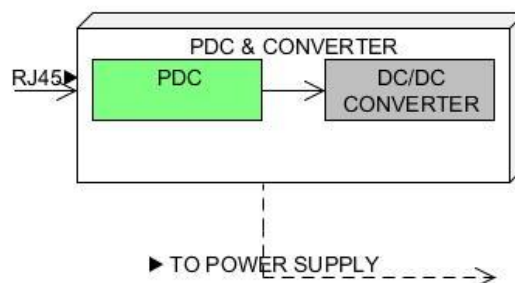 PDC & CONVERTER
RJ45
PDC
DC/DC
CONVERTER
TO POWER SUPPLY